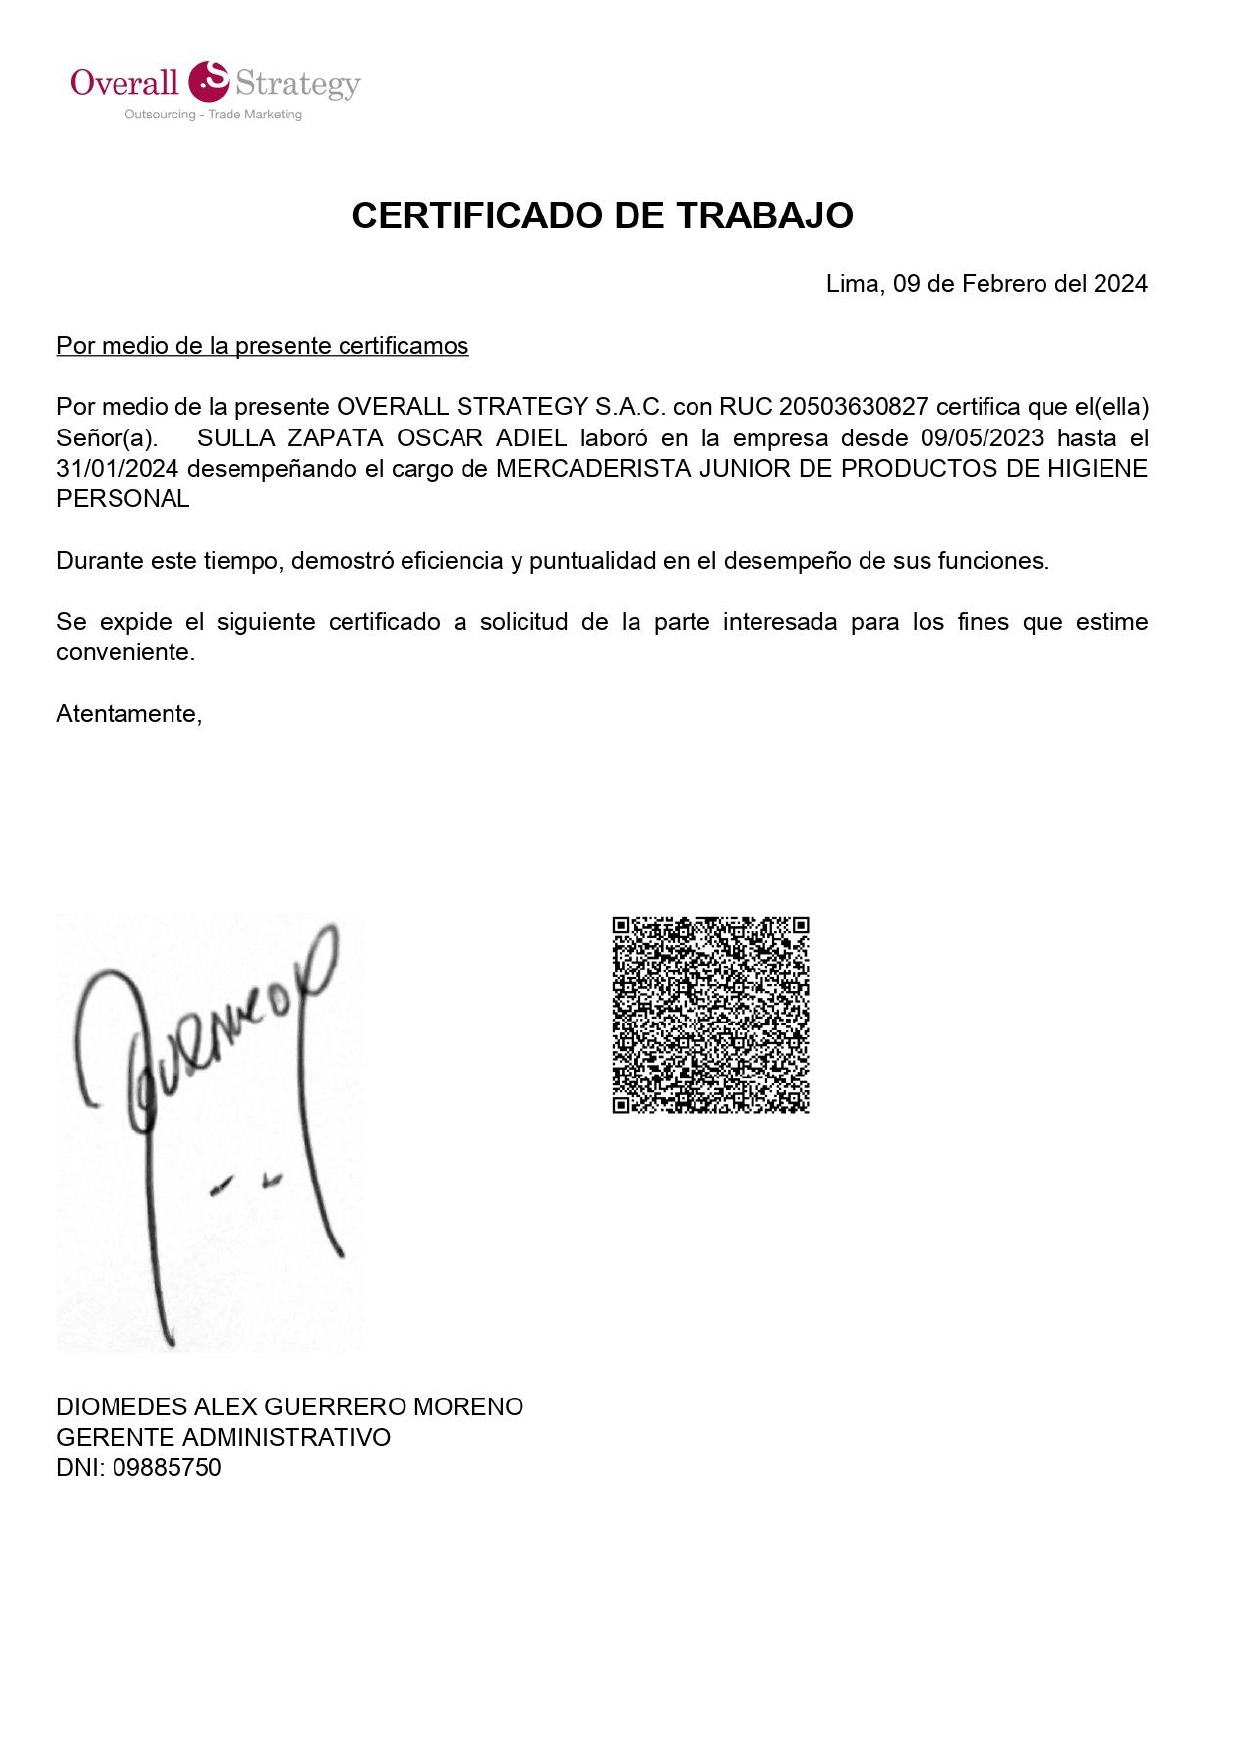 Overall S Strategy
Outsourcing - Trade Marketing
CERTIFICADO DE TRABAJO
Lima, 09 de Febrero del 2024
Por medio de la presente certificamos
Por medio de la presente OVERALL STRATEGY S.A.C. con RUC 20503630827 certifica que el(ella)
Señor(a). SULLA ZAPATA OSCAR ADIEL laboró en la empresa desde 09/05/2023 hasta el
31/01/2024 desempeñando el cargo de MERCADERISTA JUNIOR DE PRODUCTOS DE HIGIENE
PERSONAL
Durante este tiempo, demostró eficiencia y puntualidad en el desempeño de sus funciones.
Se expide el siguiente certificado a solicitud de la parte interesada para los fines que estime
conveniente.
Atentamente,
DIOMEDES ALEX GUERRERO MORENO
GERENTE ADMINISTRATIVO
DNI: 09885750